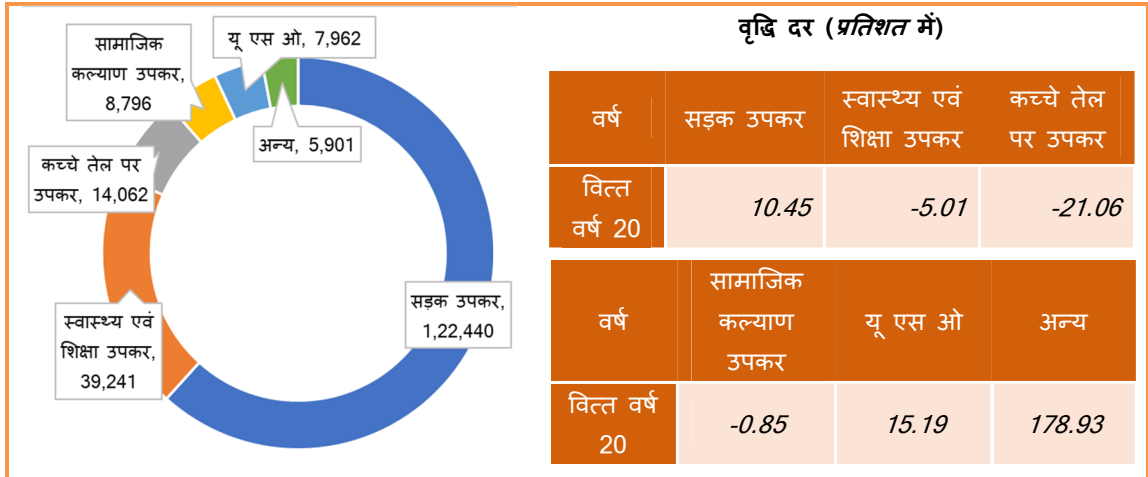 सामाजिक
कल्याण उपकर,
8,796
यू एस ओ, 7,962
अन्य, 5,901
कच्चे तेल पर
उपकर, 14,062
स्वास्थ्य एवं
शिक्षा उपकर,
39,241
सड़क उपकर,
1,22,440
वृद्धि दर (प्रतिशत में)
वर्ष सड़क उपकर स्वास्थ्य एवं शिक्षा उपकर कच्चे तेल पर उपकर
वित्त वर्ष 20 10.45 -5.01 -21.06
वर्ष सामाजिक कल्याण उपकर यू एस ओ अन्य
वित्त वर्ष 20 -0.85 15.19 178.93